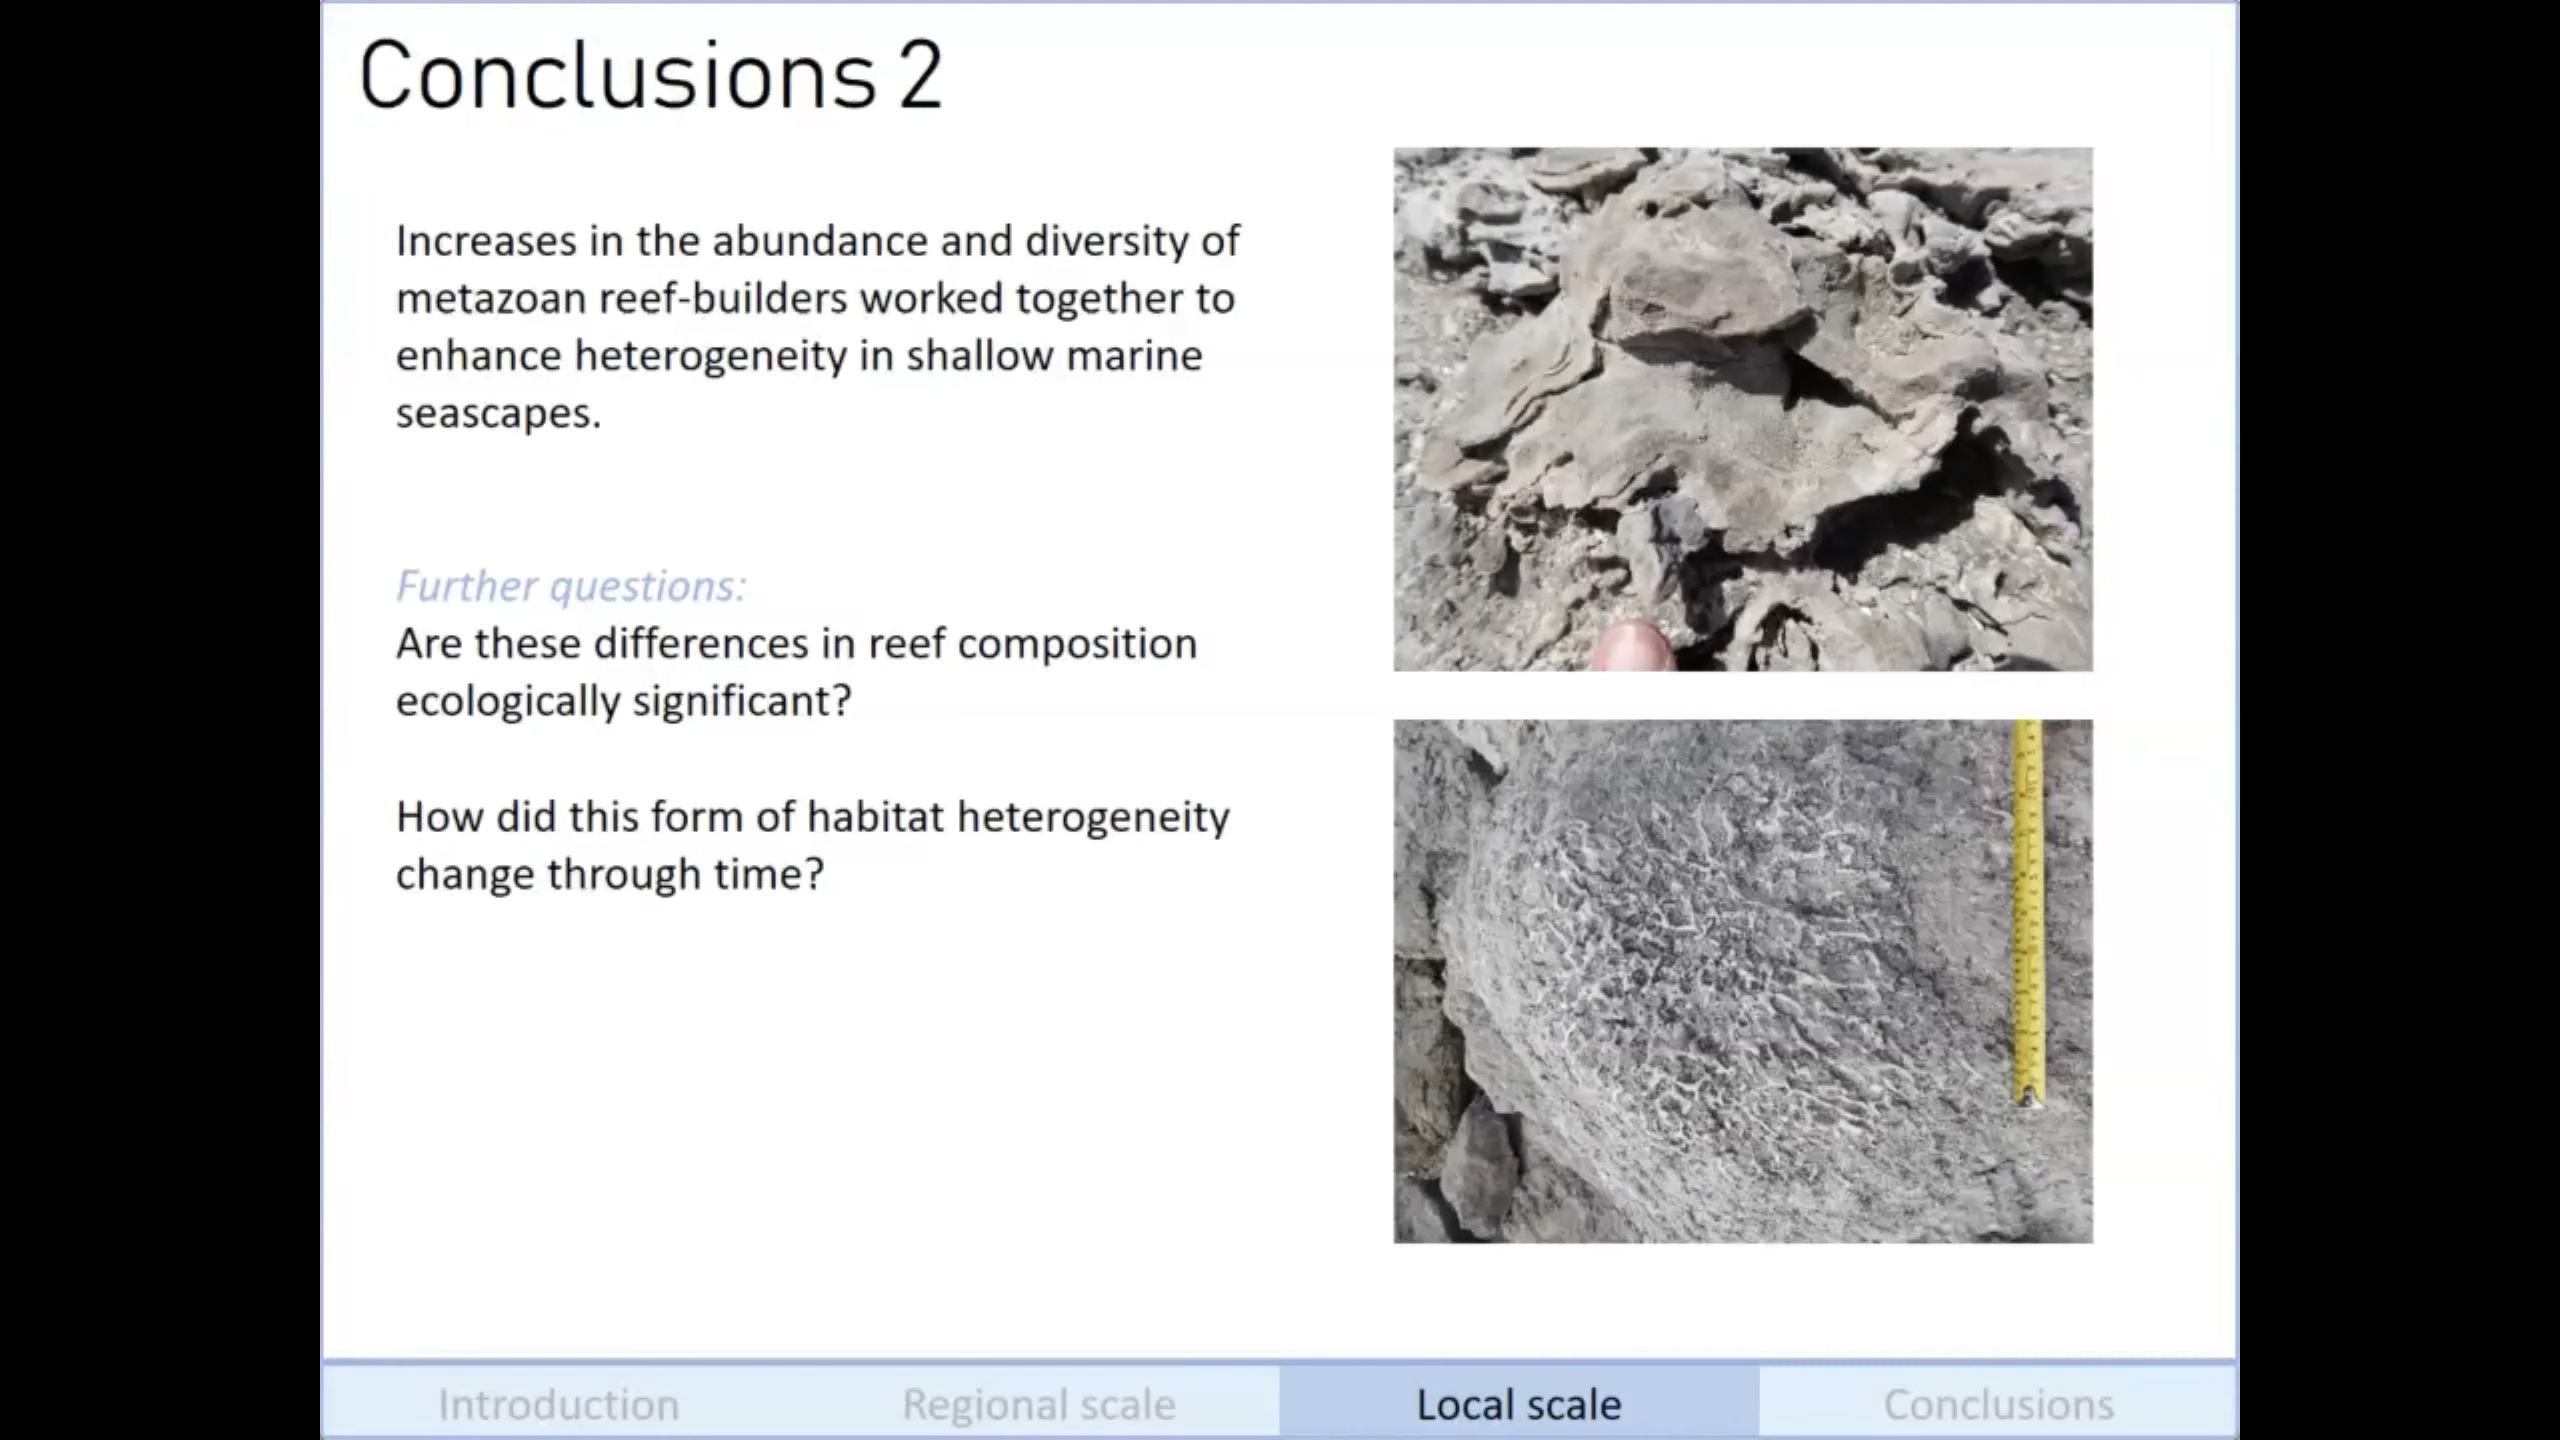 Conclusions 2
Increases in the abundance and diversity of
metazoan reef-builders worked together to
enhance heterogeneity in shallow marine
seascapes.
Further questions:
Are these differences in reef composition
ecologically significant?
How did this form of habitat heterogeneity
change through time?
Introduction
Regional scale
Local scale
Conclusions